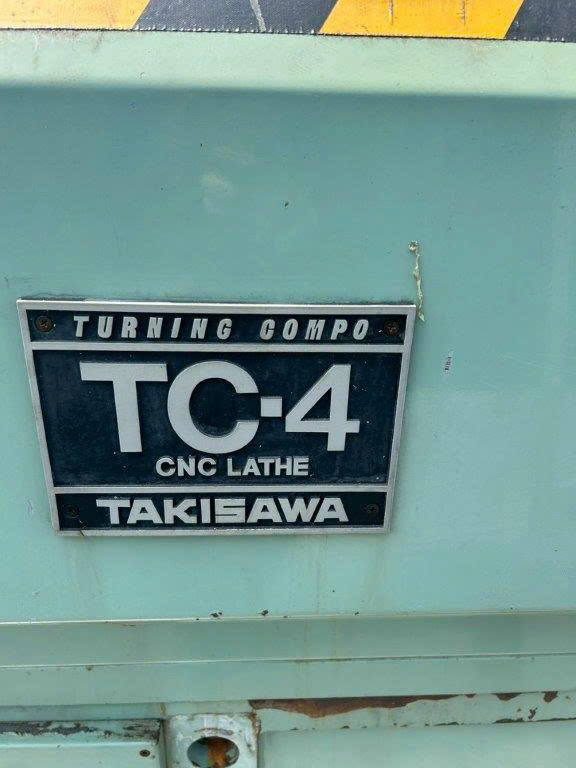 TURNING COMPO
TC-4
CNC LATHE
TAKISAWA